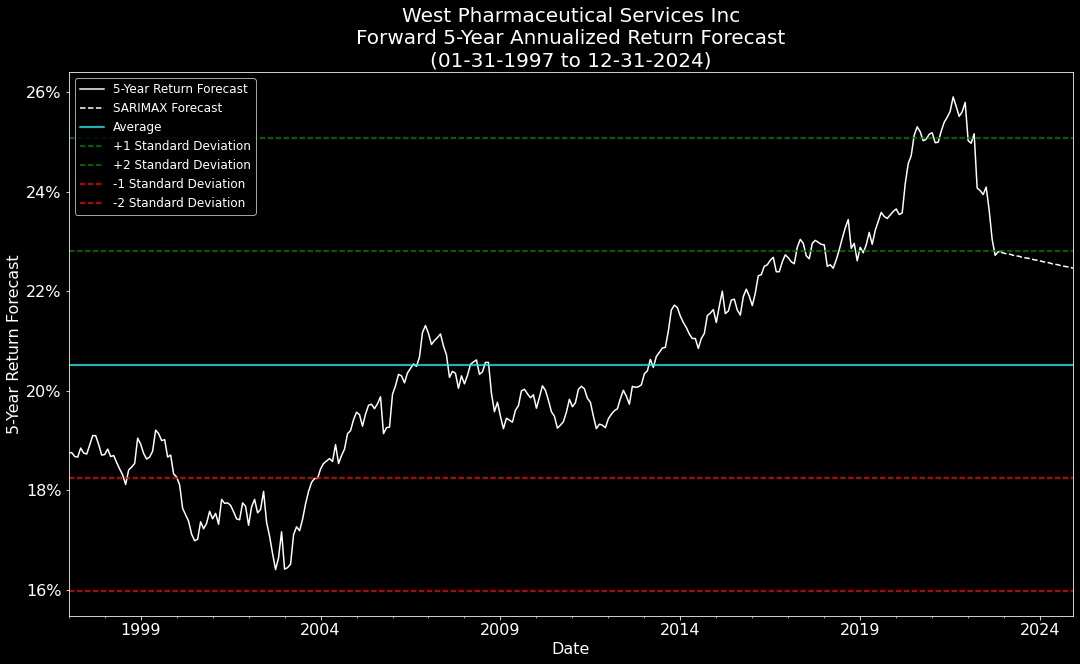 West Pharmaceutical Services Inc
Forward 5-Year Annualized Return Forecast
(01-31-1997 to 12-31-2024)
5-Year Return Forecast
SARIMAX Forecast
Average
+1 Standard Deviation
+2 Standard Deviation
-1 Standard Deviation
-2 Standard Deviation
26%
24%
22%
20%
18%
16%
5-Year Return Forecast
1999
2004
2009
2014
2019
2024
Date